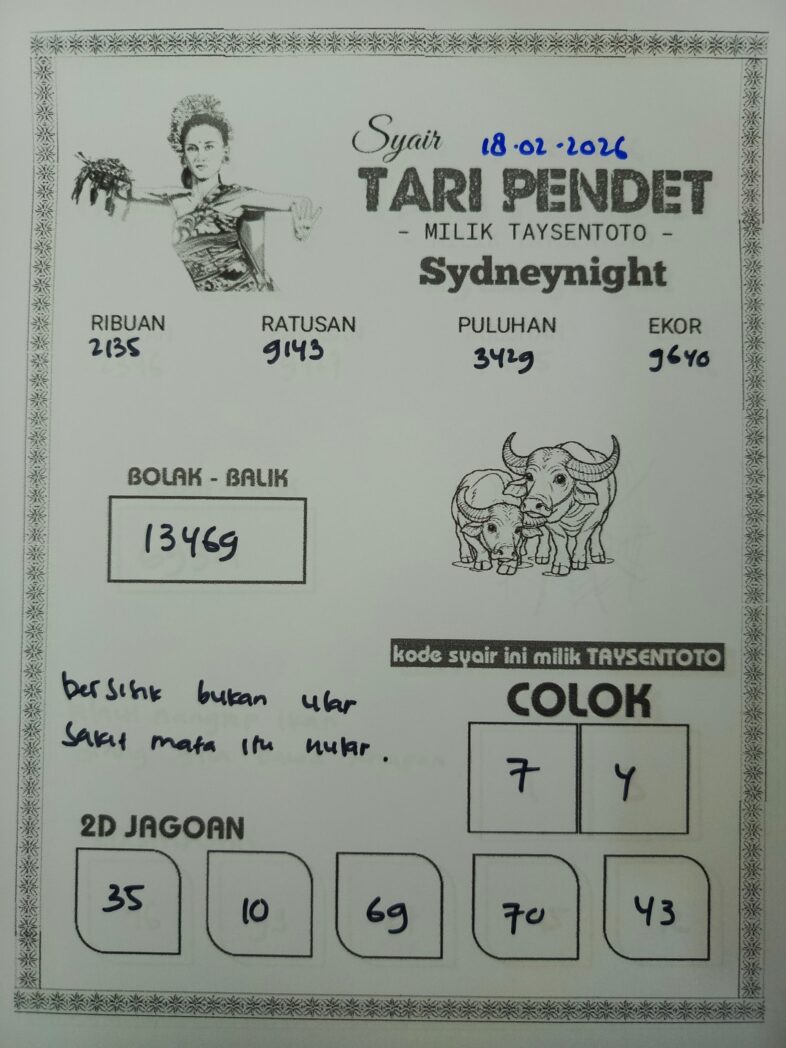 Syair 18.02.2026
TARI PENDET
- MILIK TAYSENTOTO -
Sydneynight
RIBUAN RATUSAN PULUHAN EKOR
2135 9143 3429 9640
BOLAK - BALIK
13469
kode syair ini milik TAYSENTOTO
bersisik bukan ular
sakit mata itu nular.
COLOK
7 4
2D JAGOAN
35 10 69 70 43